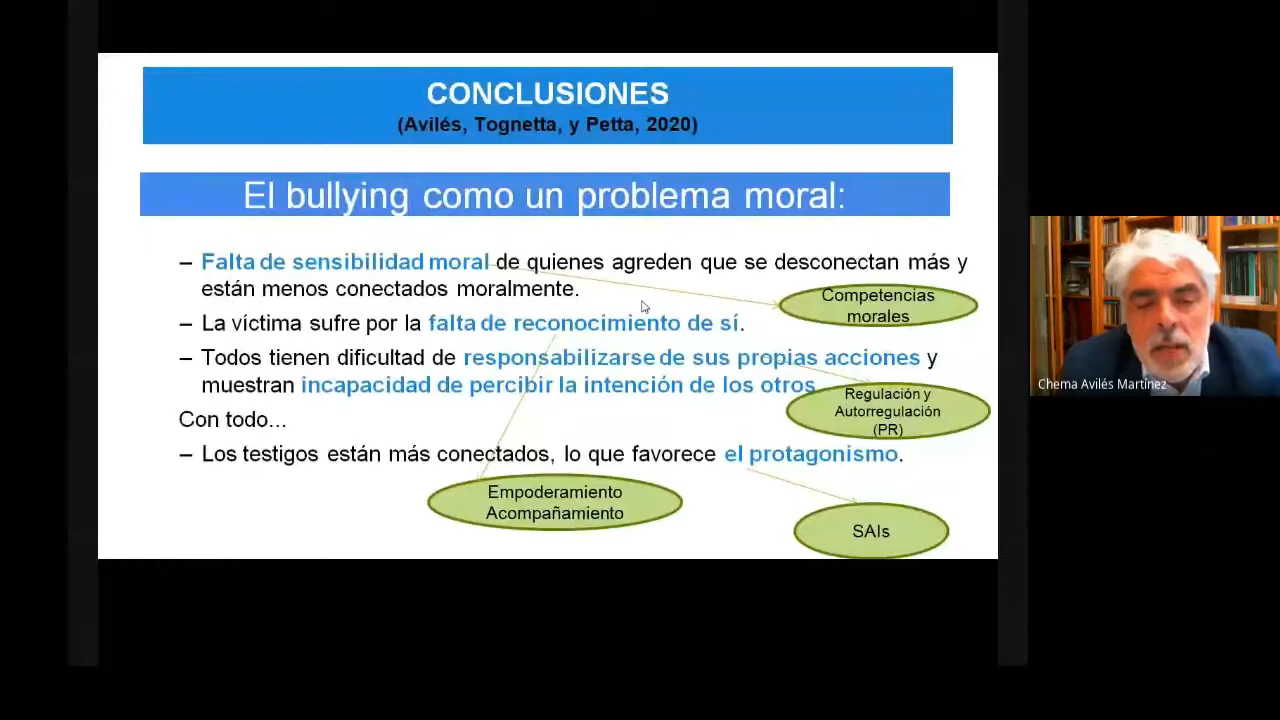 CONCLUSIONES
(Avilés, Tognetta, y Petta, 2020)
El bullying como un problema moral:
– Falta de sensibilidad moral de quienes agreden que se desconectan más y
están menos conectados moralmente.
Competencias
morales
– La víctima sufre por la falta de reconocimiento de sí.
– Todos tienen dificultad de responsabilizarse de sus propias acciones y
muestran incapacidad de percibir la intención de los otros
Regulación y
Autorregulación
(PR)
Con todo...
– Los testigos están más conectados, lo que favorece el protagonismo.
Empoderamiento
Acompañamiento
SAIs
Chema Avilés Martínez